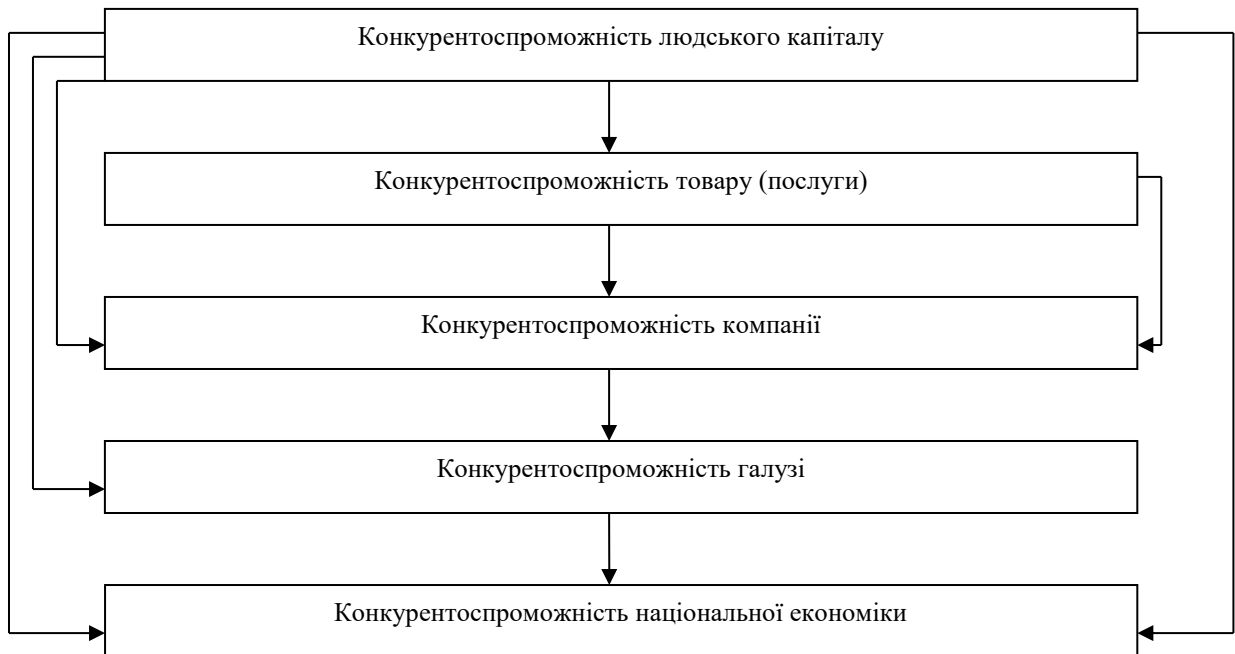 Конкурентоспроможність людського капіталу
Конкурентоспроможність товару (послуги)
Конкурентоспроможність компанії
Конкурентоспроможність галузі
Конкурентоспроможність національної економіки